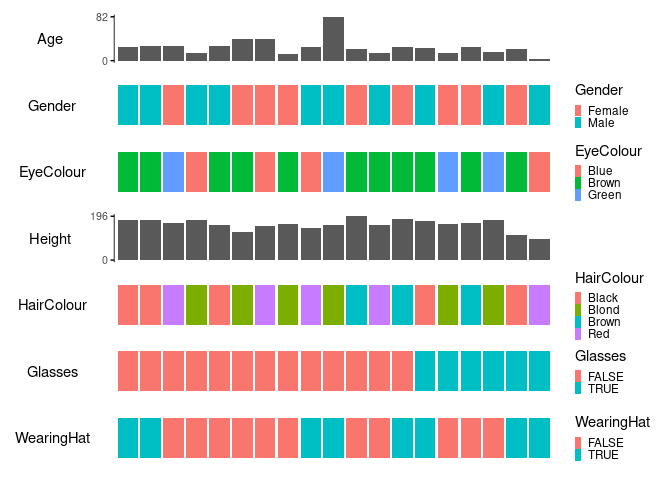 Age
82
0
Gender
Gender
Female
Male
EyeColour
EyeColour
Blue
Brown
Green
Height
196
0
HairColour
HairColour
Black
Blond
Brown
Red
Glasses
Glasses
FALSE
TRUE
WearingHat
WearingHat
FALSE
TRUE